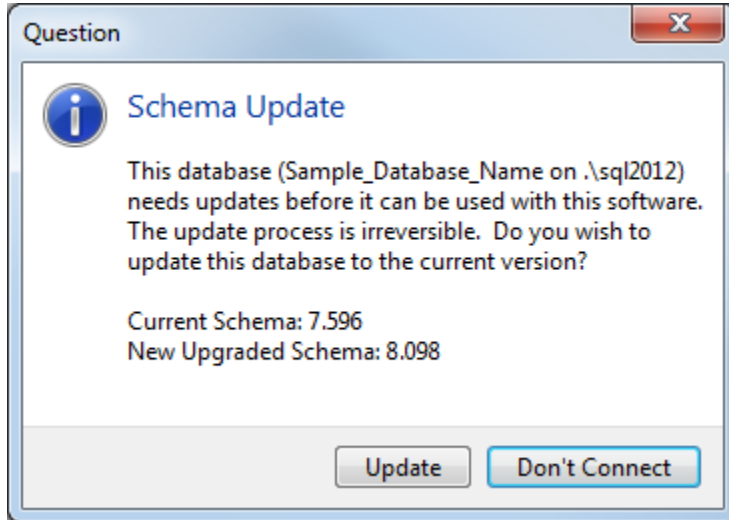 Question
Schema Update
This database (Sample_Database_Name on .\sql2012)
needs updates before it can be used with this software.
The update process is irreversible.  Do you wish to
update this database to the current version?
Current Schema: 7.596
New Upgraded Schema: 8.098
Update
Don't Connect